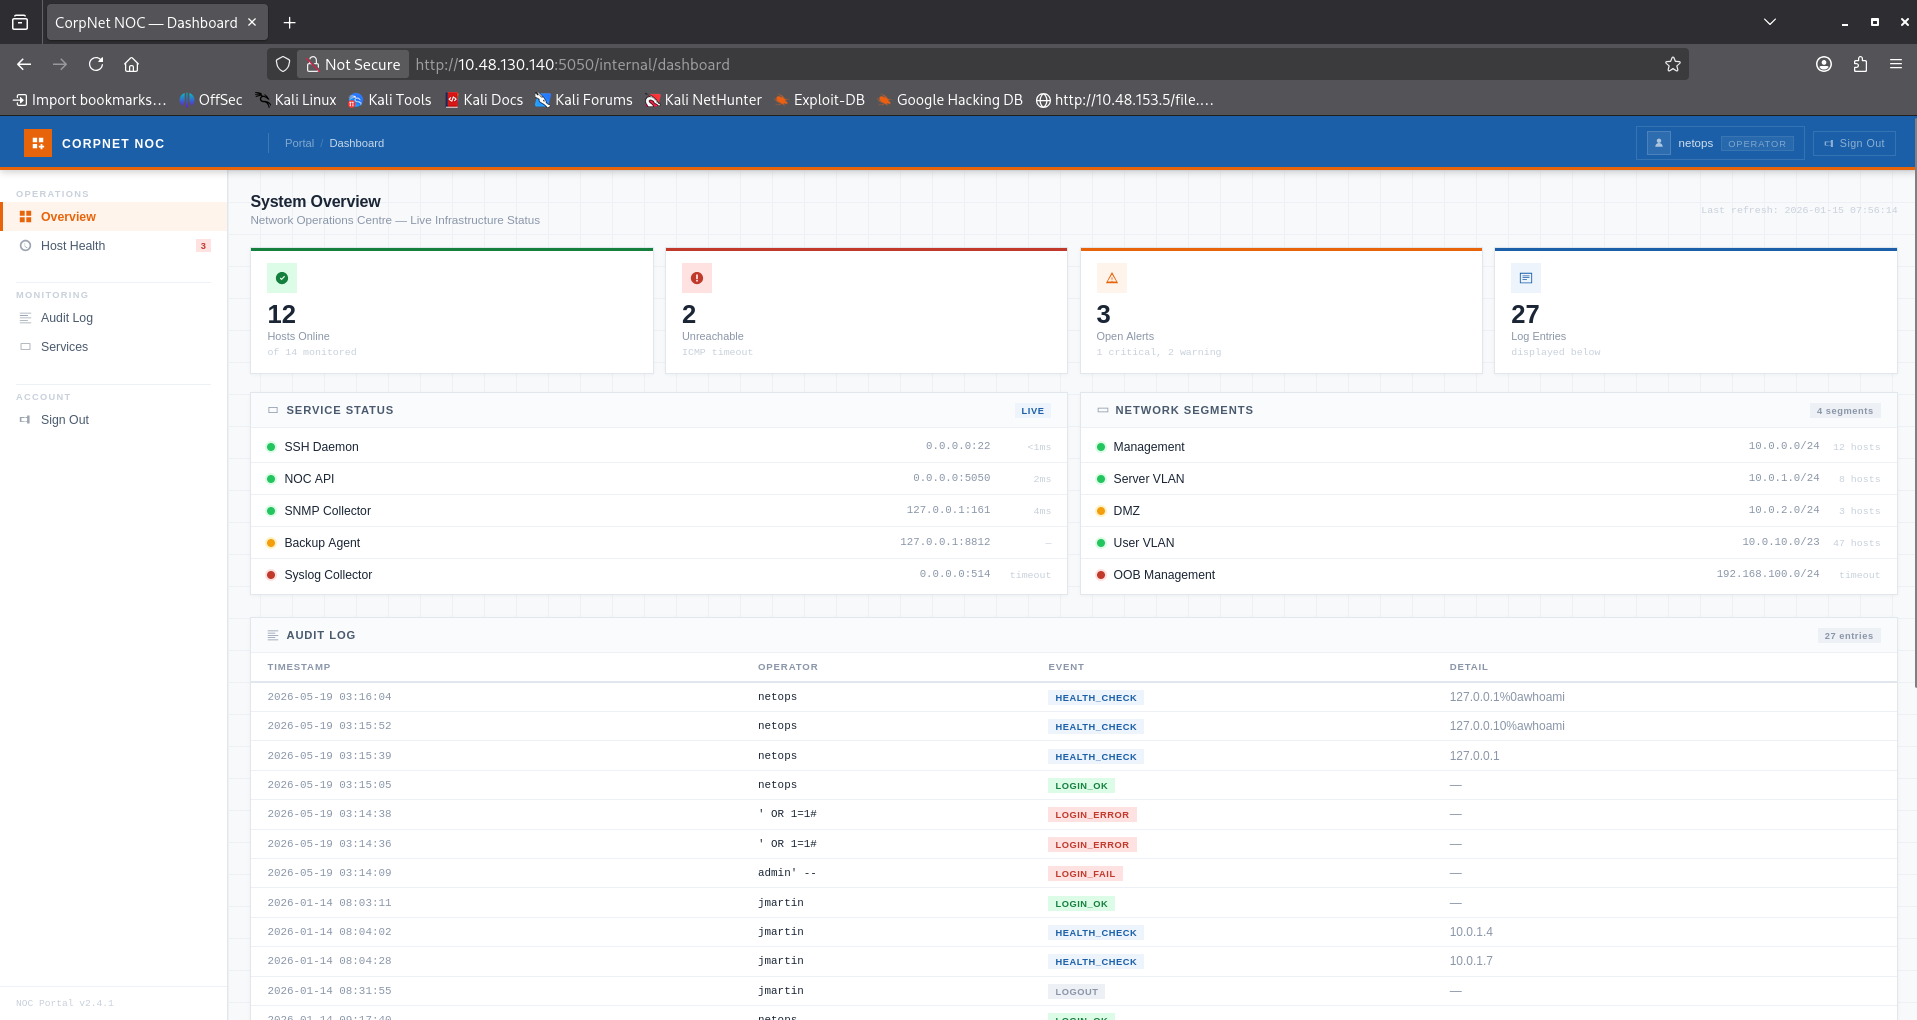 CorpNet NOC — Dashboard
Not Secure http://10.48.130.140:5050/internal/dashboard
Import bookmarks... OffSec Kali Linux Kali Tools Kali Docs Kali Forums Kali NetHunter Exploit-DB Google Hacking DB http://10.48.153.5/file....
CORPNET NOC Portal / Dashboard netops OPERATOR Sign Out
OPERATIONS
Overview
Host Health 3
MONITORING
Audit Log
Services
ACCOUNT
Sign Out
NOC Portal v2.4.1
System Overview
Network Operations Centre — Live Infrastructure Status
Last refresh: 2026-01-15 07:56:14
12
Hosts Online
of 14 monitored
2
Unreachable
ICMP timeout
3
Open Alerts
1 critical, 2 warning
27
Log Entries
displayed below
SERVICE STATUS LIVE
SSH Daemon 0.0.0.0:22 <1ms
NOC API 0.0.0.0:5050 2ms
SNMP Collector 127.0.0.1:161 4ms
Backup Agent 127.0.0.1:8812 —
Syslog Collector 0.0.0.0:514 timeout
NETWORK SEGMENTS 4 segments
Management 10.0.0.0/24 12 hosts
Server VLAN 10.0.1.0/24 8 hosts
DMZ 10.0.2.0/24 3 hosts
User VLAN 10.0.10.0/23 47 hosts
OOB Management 192.168.100.0/24 timeout
AUDIT LOG 27 entries
TIMESTAMP OPERATOR EVENT DETAIL
2026-05-19 03:16:04 netops HEALTH_CHECK 127.0.0.1%0awhoami
2026-05-19 03:15:52 netops HEALTH_CHECK 127.0.0.10%awhoami
2026-05-19 03:15:39 netops HEALTH_CHECK 127.0.0.1
2026-05-19 03:15:05 netops LOGIN_OK —
2026-05-19 03:14:38 ' OR 1=1# LOGIN_ERROR —
2026-05-19 03:14:36 ' OR 1=1# LOGIN_ERROR —
2026-05-19 03:14:09 admin' -- LOGIN_FAIL —
2026-01-14 08:03:11 jmartin LOGIN_OK —
2026-01-14 08:04:02 jmartin HEALTH_CHECK 10.0.1.4
2026-01-14 08:04:28 jmartin HEALTH_CHECK 10.0.1.7
2026-01-14 08:31:55 jmartin LOGOUT —
2026-01-14 09:17:40 netops LOGIN_OK